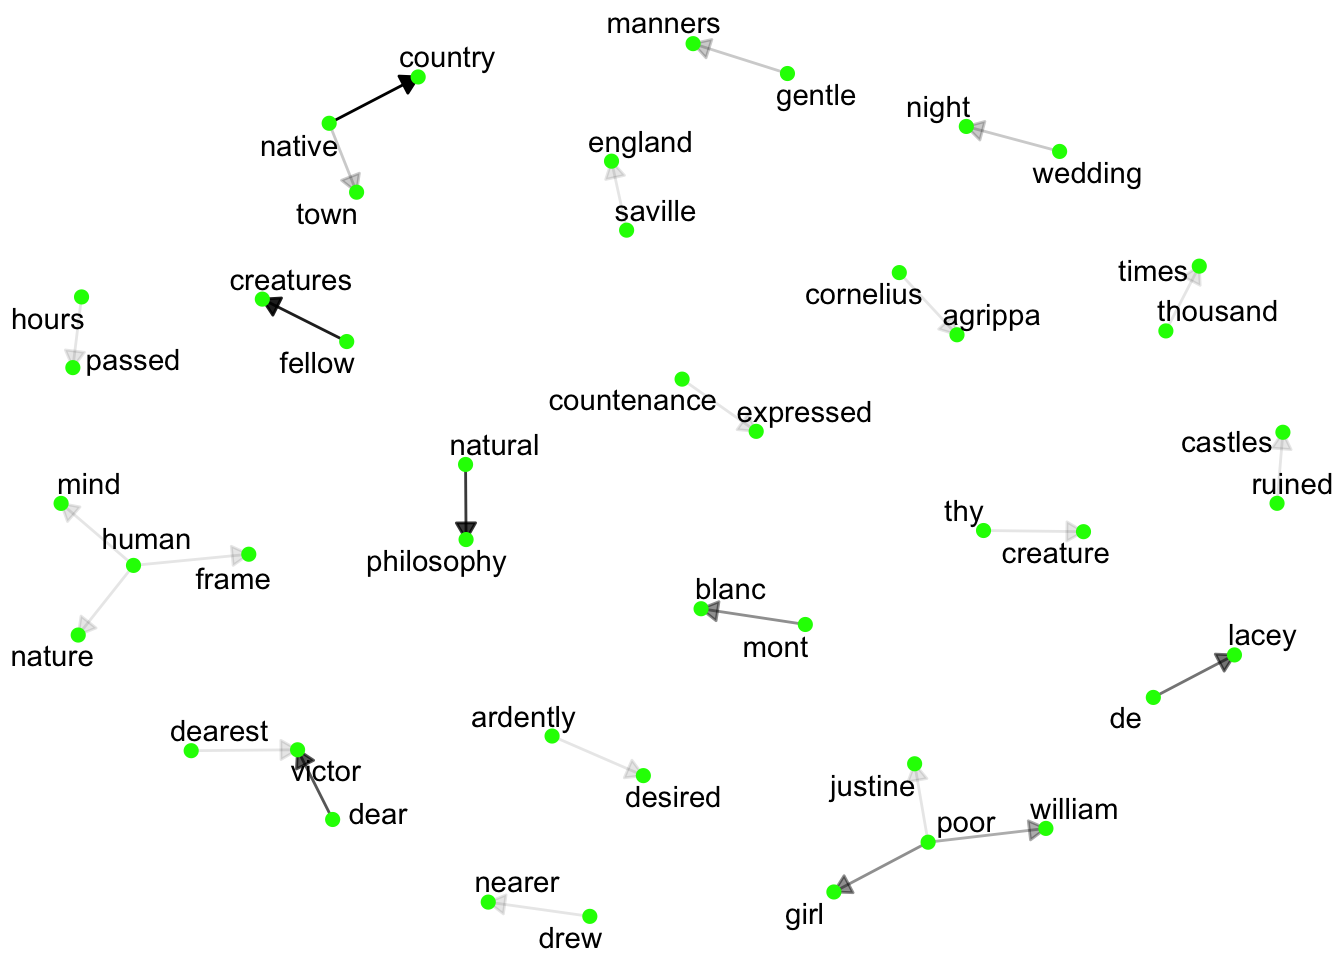 manners
country
gentle
night
native
england
wedding
town
saville
creatures
times
cornelius
hours
thousand
agrippa
passed
fellow
countenance
expressed
natural
castles
mind
ruined
thy
human
creature
philosophy
frame
blanc
lacey
mont
nature
de
ardently
dearest
victor
justine
desired
william
dear
poor
nearer
girl
drew